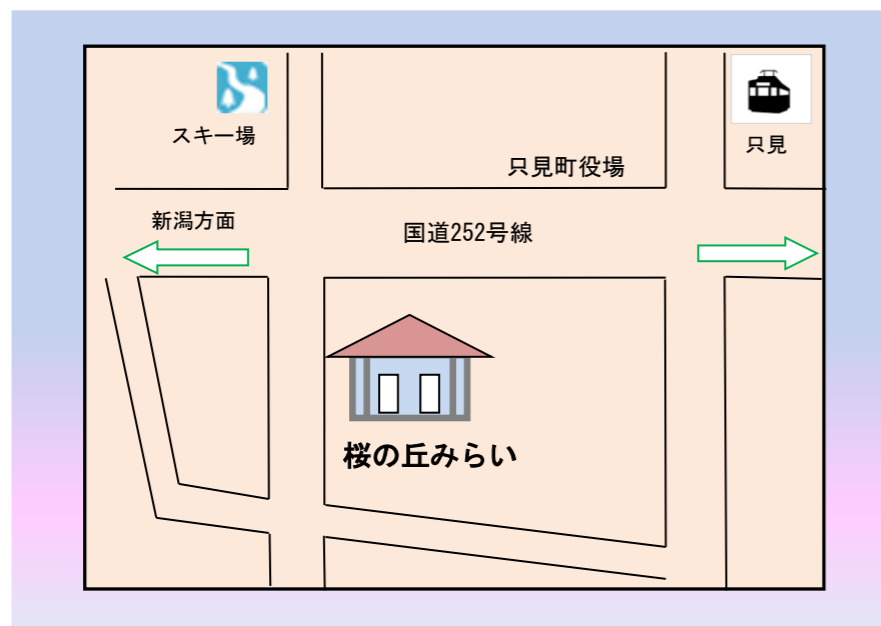 スキー場
只見
只見町役場
新潟方面
国道252号線
桜の丘みらい